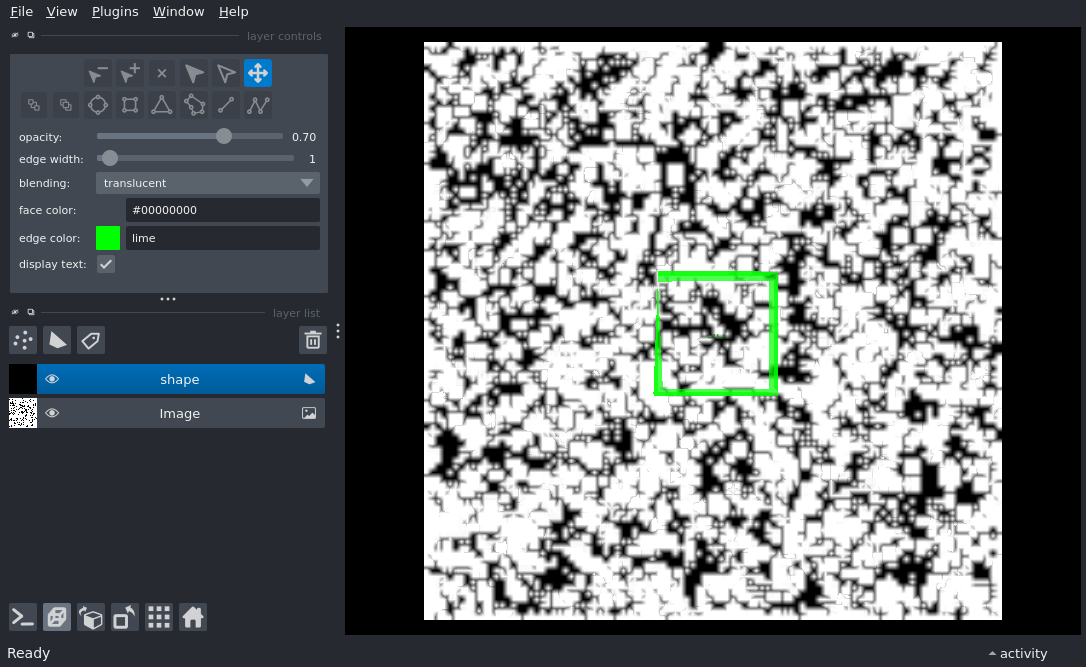 File View Plugins Window Help
layer controls
opacity: 0.70
edge width: 1
blending: translucent
face color: #00000000
edge color: lime
display text:
layer list
shape
Image
Ready
activity